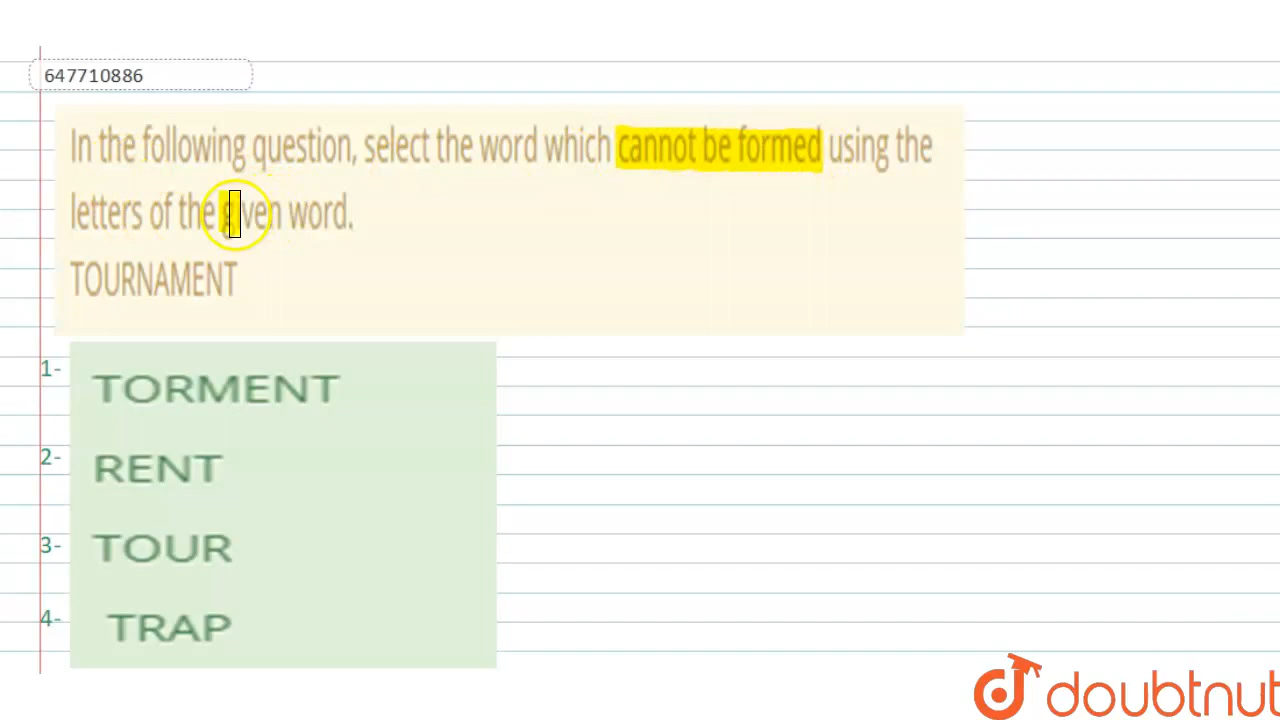 647710886
In the following question, select the word which cannot be formed using the
letters of the given word.
TOURNAMENT
1- TORMENT
2- RENT
3- TOUR
4- TRAP
doubtnut